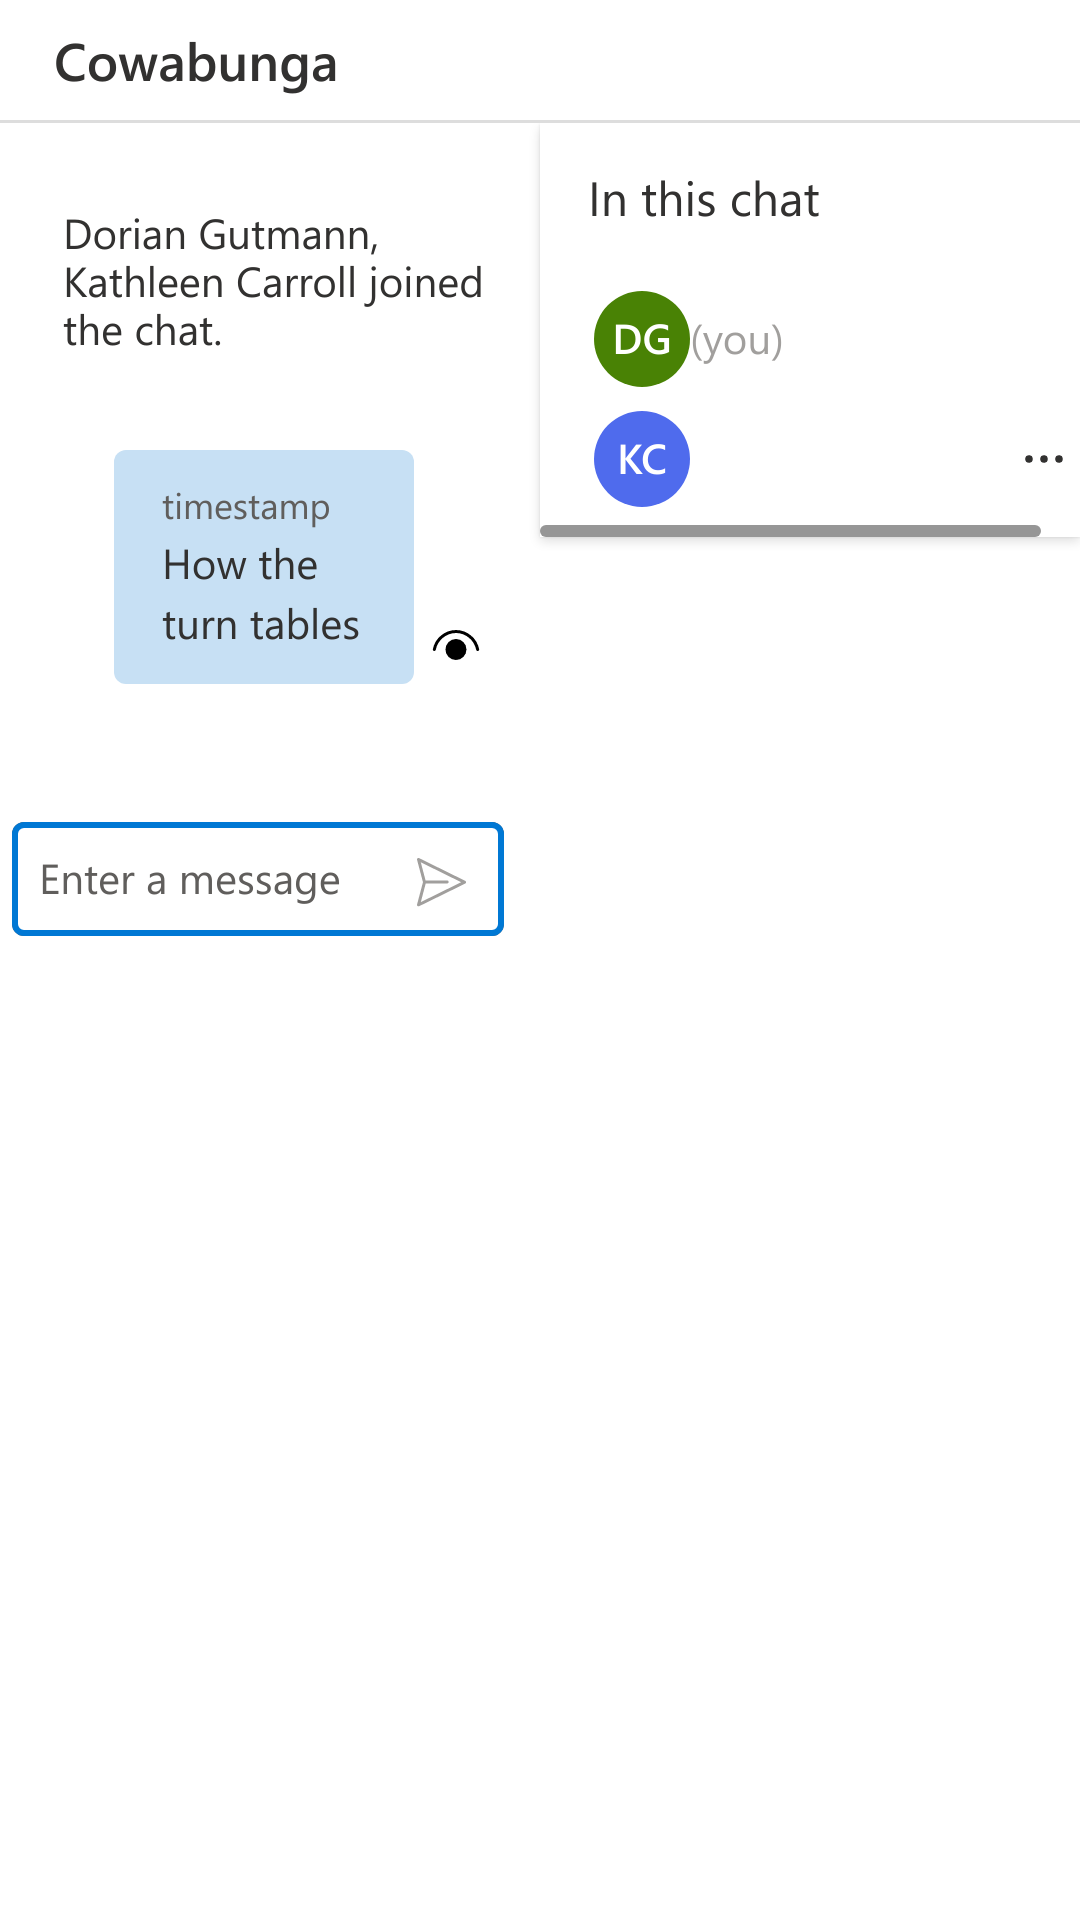 Cowabunga
Dorian Gutmann,
Kathleen Carroll joined
the chat.
timestamp
How the
turn tables
Enter a message
In this chat
DG (you)
KC